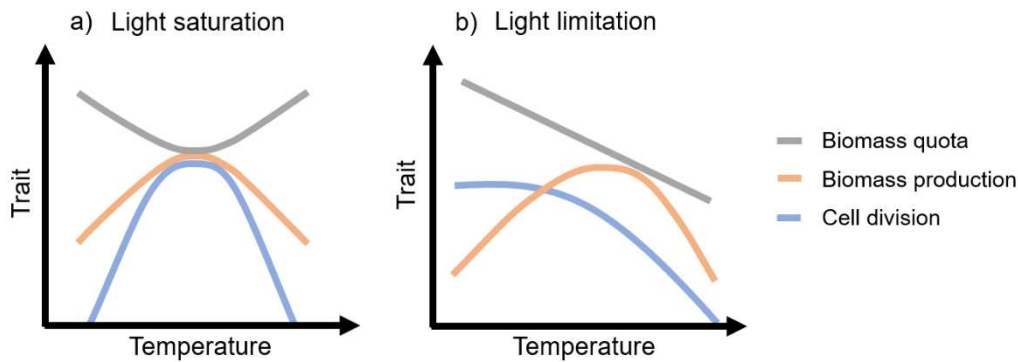 a) Light saturation
b) Light limitation
Trait
Temperature
Trait
Temperature
Biomass quota
Biomass production
Cell division